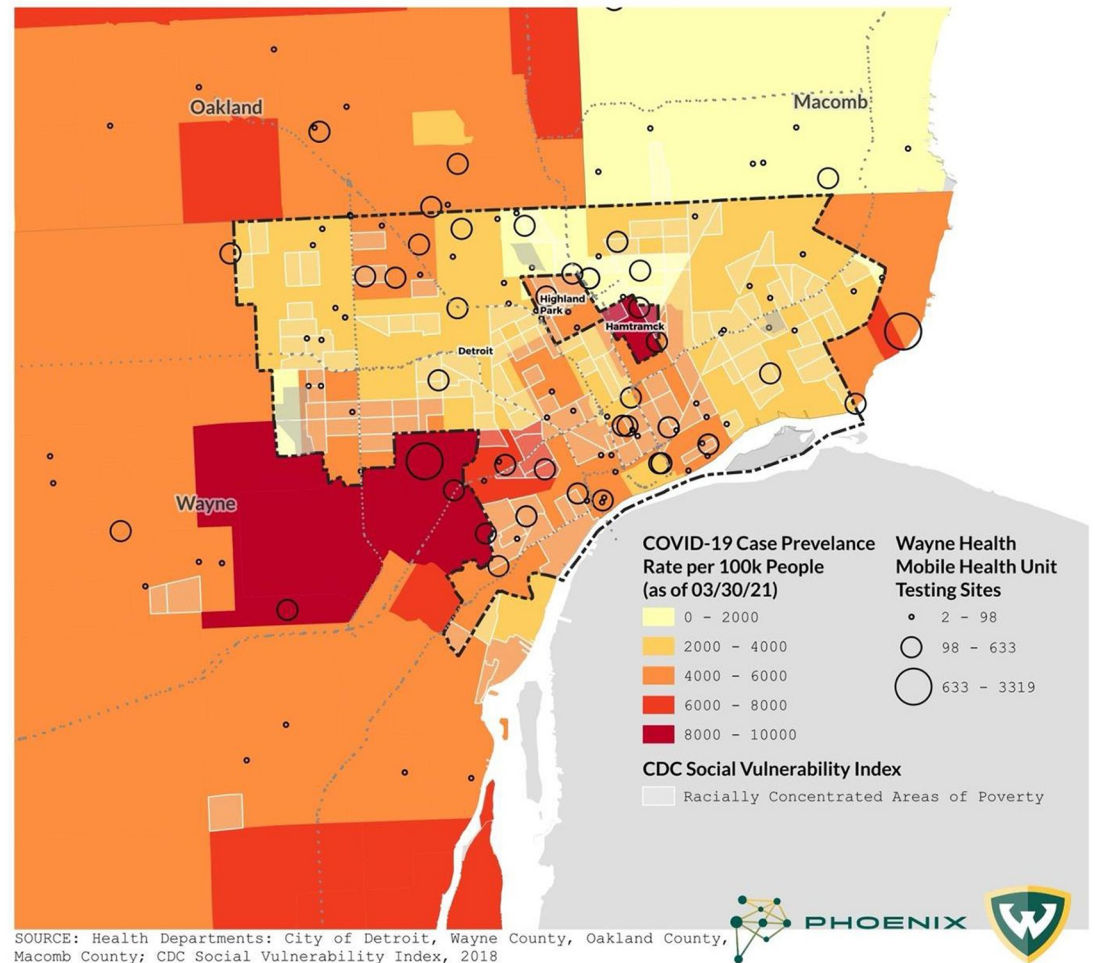 Oakland
Macomb
Highland
Park
Hamtramck
Detroit
Wayne
COVID-19 Case Prevelance
Rate per 100k People
(as of 03/30/21)
0 - 2000
2000 - 4000
4000 - 6000
6000 - 8000
8000 - 10000
Wayne Health
Mobile Health Unit
Testing Sites
2 - 98
98 - 633
633 - 3319
CDC Social Vulnerability Index
Racially Concentrated Areas of Poverty
PHOENIX
W
SOURCE: Health Departments: City of Detroit, Wayne County, Oakland County,
Macomb County; CDC Social Vulnerability Index, 2018